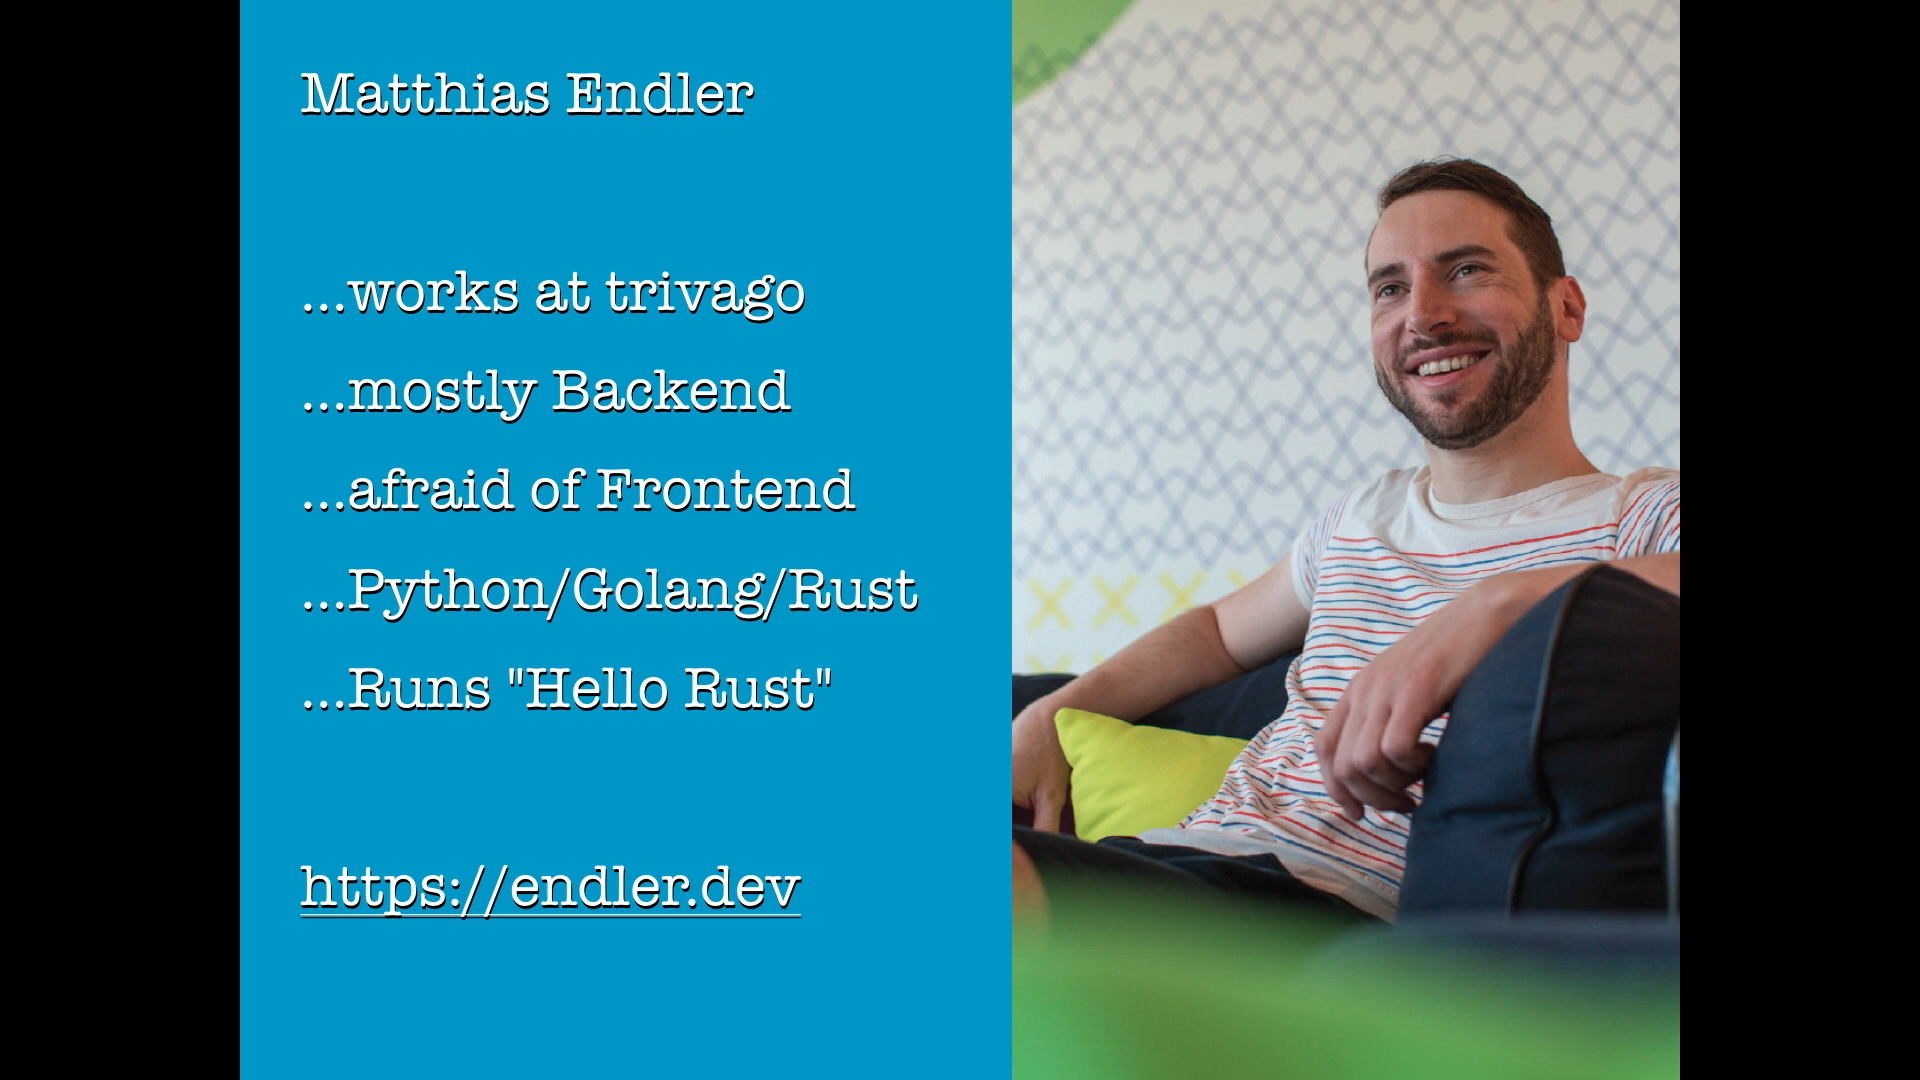 Matthias Endler
...works at trivago
...mostly Backend
...afraid of Frontend
...Python/Golang/Rust
...Runs "Hello Rust"
https://endler.dev